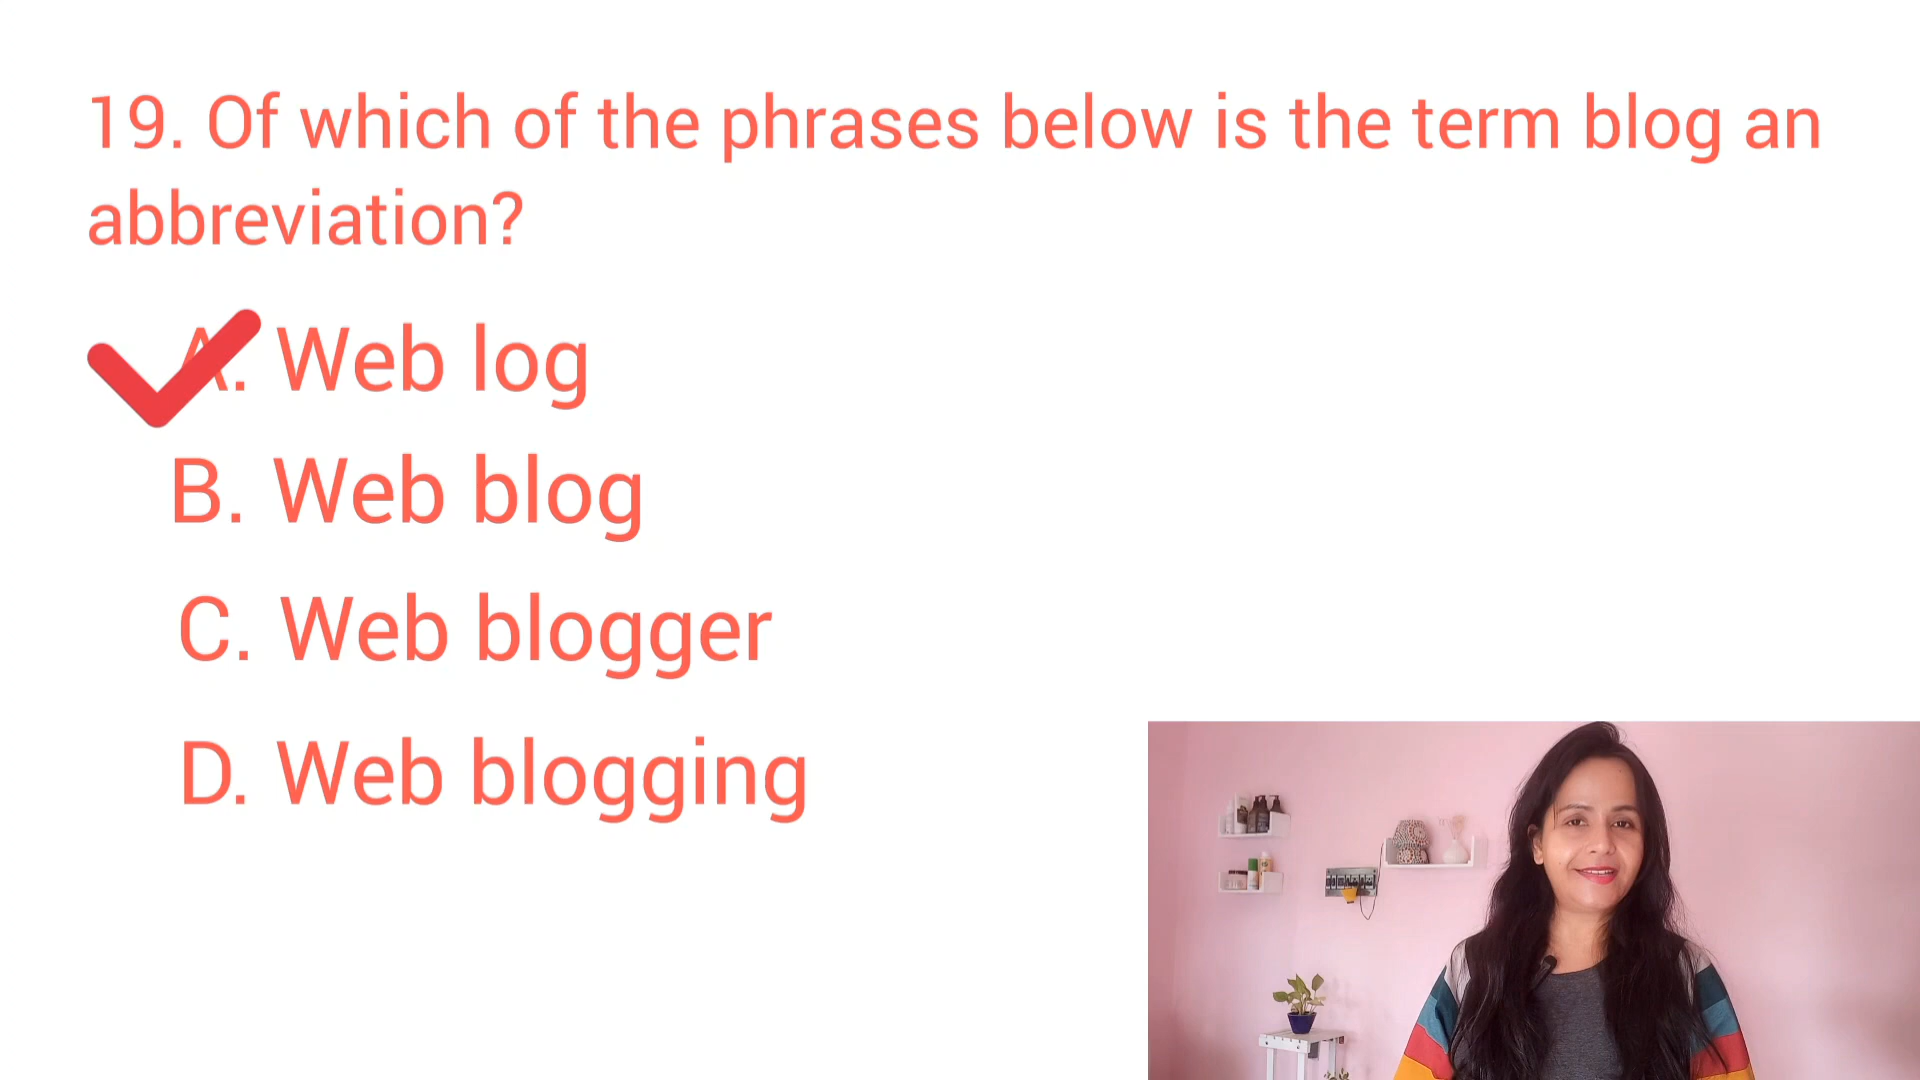 19. Of which of the phrases below is the term blog an
abbreviation?
A. Web log
B. Web blog
C. Web blogger
D. Web blogging